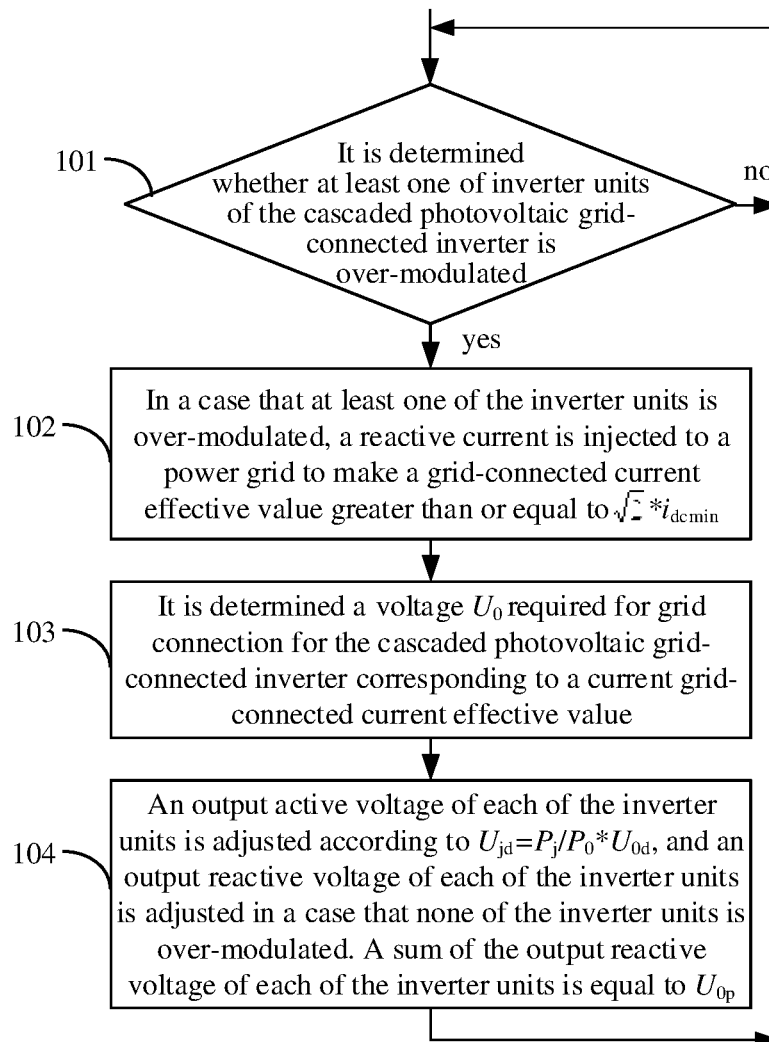 101
It is determined
whether at least one of inverter units
of the cascaded photovoltaic grid-
connected inverter is
over-modulated
no
yes
102
In a case that at least one of the inverter units is
over-modulated, a reactive current is injected to a
power grid to make a grid-connected current
effective value greater than or equal to √2 *i_dcmin
103
It is determined a voltage U_0 required for grid
connection for the cascaded photovoltaic grid-
connected inverter corresponding to a current grid-
connected current effective value
104
An output active voltage of each of the inverter
units is adjusted according to U_jd=P_j/P_0*U_0d, and an
output reactive voltage of each of the inverter units
is adjusted in a case that none of the inverter units is
over-modulated. A sum of the output reactive
voltage of each of the inverter units is equal to U_0p